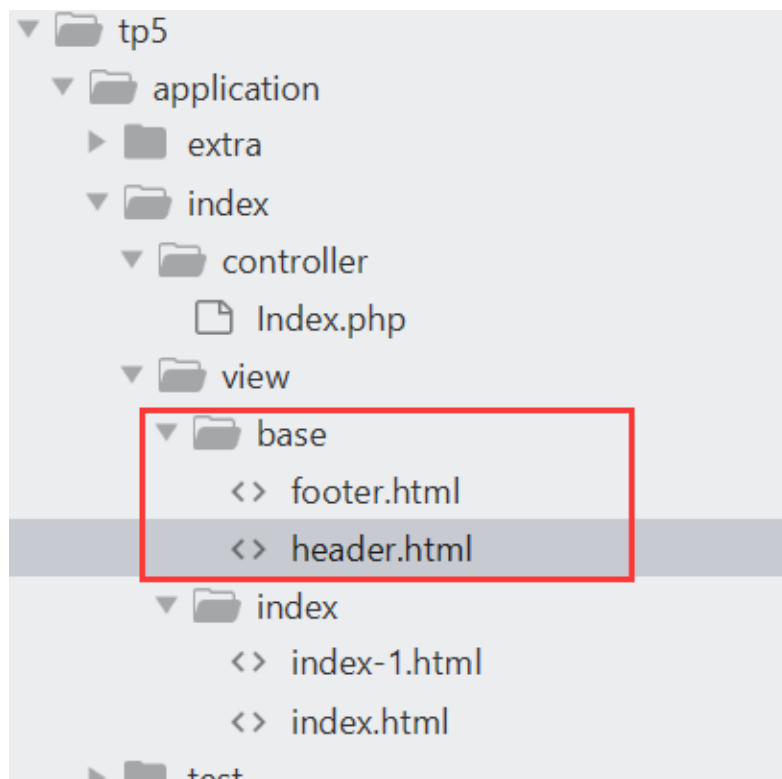 tp5
application
extra
index
controller
Index.php
view
base
footer.html
header.html
index
index-1.html
index.html
test